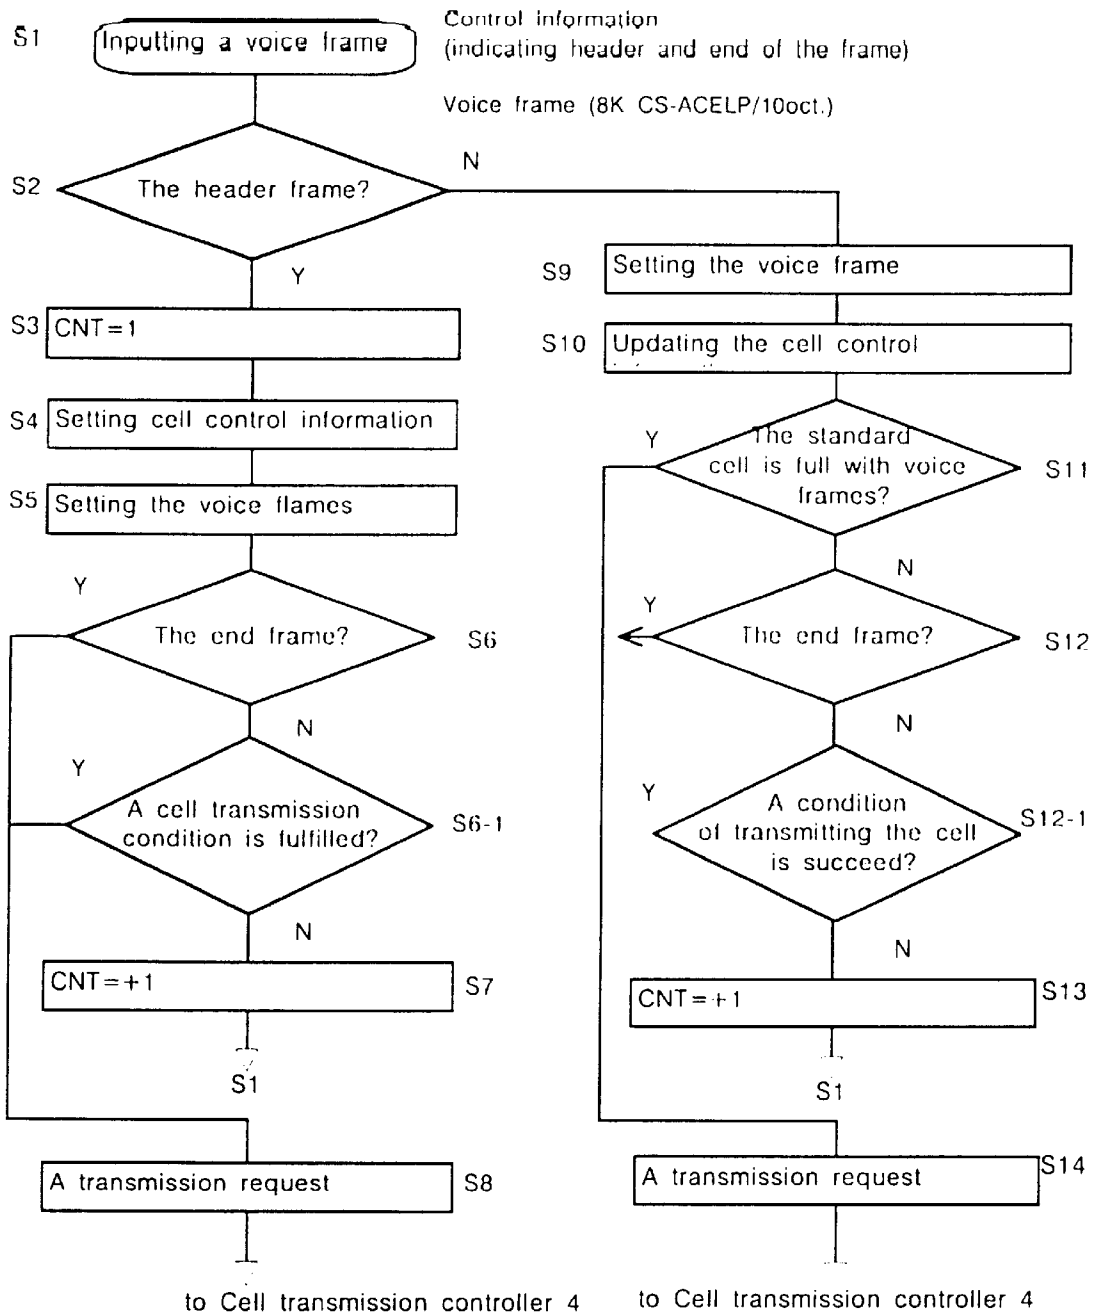 S1
Inputting a voice frame
Control information
(indicating header and end of the frame)
Voice frame (8K CS-ACELP/10oct.)
S2
The header frame?
N
Y
S3
CNT=1
S4
Setting cell control information
S5
Setting the voice flames
Y
The end frame?
S6
N
Y
A cell transmission
condition is fulfilled?
S6-1
N
CNT=+1
S7
S1
A transmission request
S8
to Cell transmission controller 4
S9
Setting the voice frame
S10
Updating the cell control
Y
The standard
cell is full with voice
frames?
S11
N
Y
The end frame?
S12
N
Y
A condition
of transmitting the cell
is succeed?
S12-1
N
CNT=+1
S13
S1
A transmission request
S14
to Cell transmission controller 4